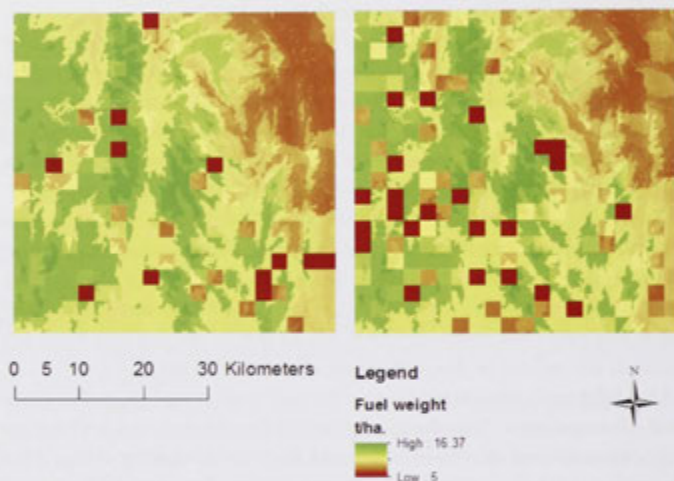 0 5 10 20 30 Kilometers
Legend
Fuel weight
t/ha.
High 16.37
Low 5
N